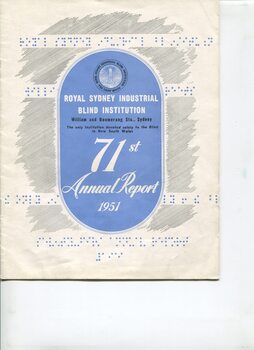 ROYAL SYDNEY INDUSTRIAL
BLIND INSTITUTION
William and Boomerang Sts., Sydney
The only Institution devoted solely to the Blind
in New South Wales
71st
Annual Report
1951